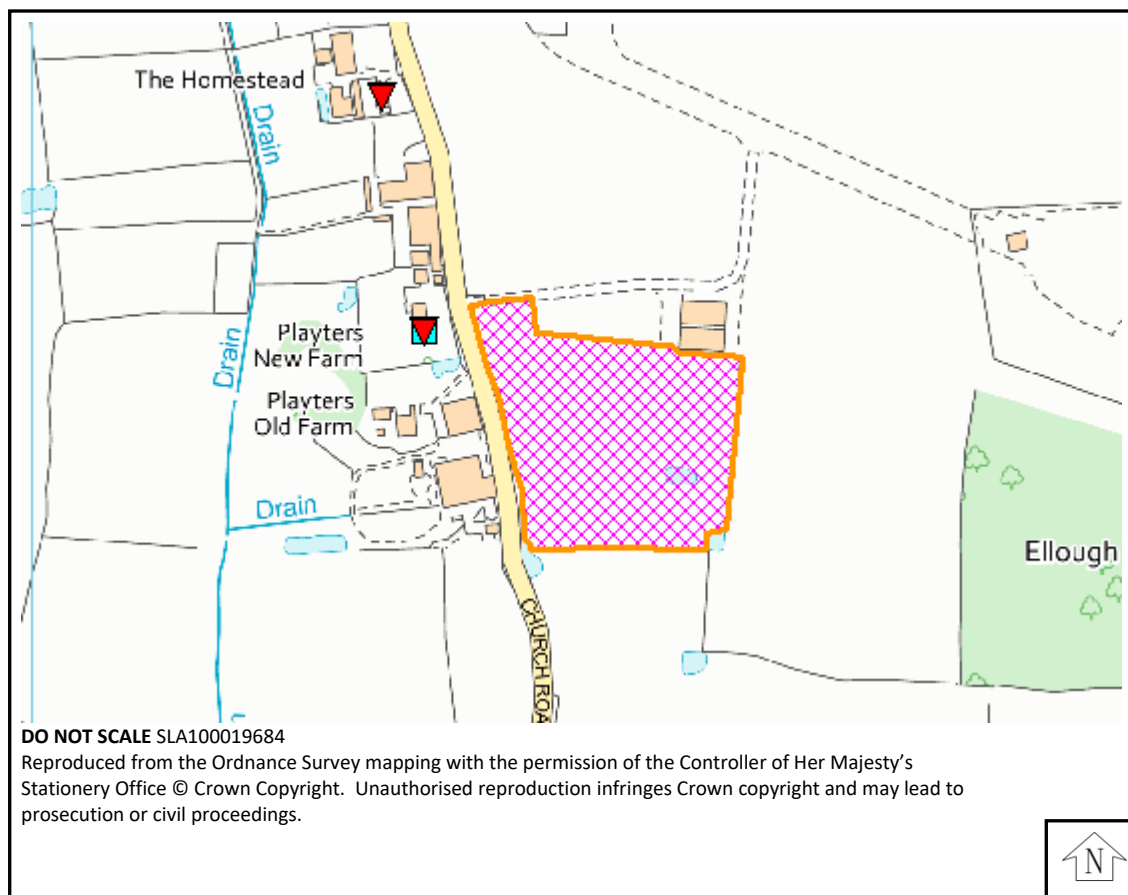 The Homestead
Drain
Playters
New Farm
Drain
Playters
Old Farm
Drain
Ellough
CHURCH ROA
DO NOT SCALE SLA100019684
Reproduced from the Ordnance Survey mapping with the permission of the Controller of Her Majesty’s
Stationery Office © Crown Copyright.  Unauthorised reproduction infringes Crown copyright and may lead to
prosecution or civil proceedings.
N